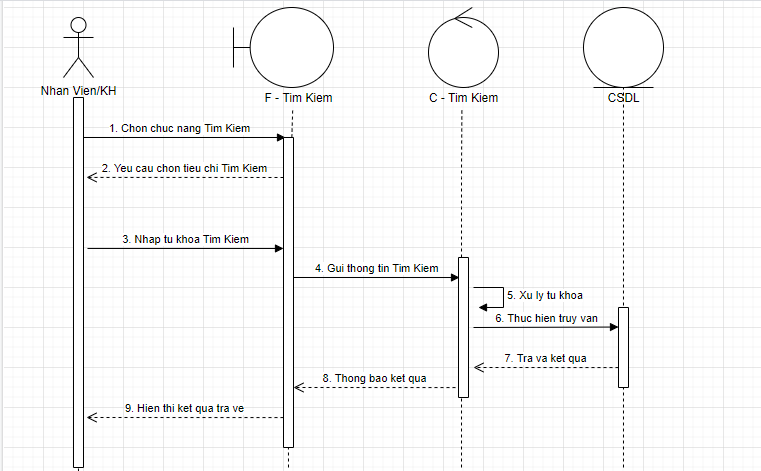 Nhan Vien/KH
F - Tim Kiem
C - Tim Kiem
CSDL
1. Chon chuc nang Tim Kiem
2. Yeu cau chon tieu chi Tim Kiem
3. Nhap tu khoa Tim Kiem
4. Gui thong tin Tim Kiem
5. Xu ly tu khoa
6. Thuc hien truy van
7. Tra va ket qua
8. Thong bao ket qua
9. Hien thi ket qua tra ve